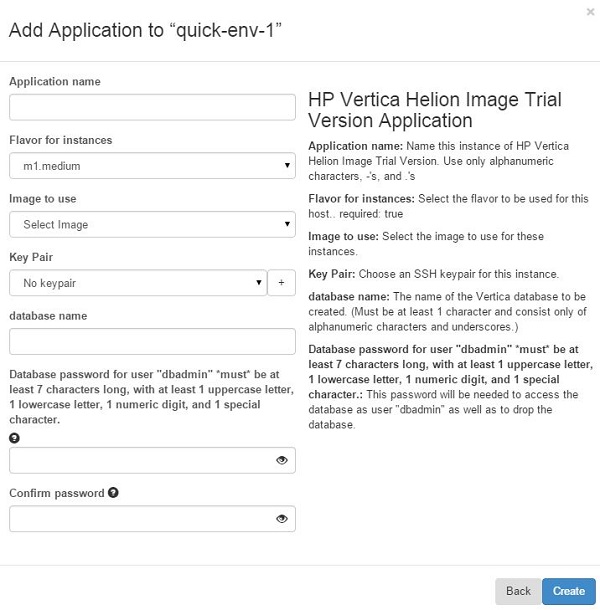 ×
Add Application to “quick-env-1”
Application name
Flavor for instances
m1.medium
Image to use
Select Image
Key Pair
No keypair
+
database name
Database password for user "dbadmin" *must* be at
least 7 characters long, with at least 1 uppercase letter,
1 lowercase letter, 1 numeric digit, and 1 special
character.
?
Confirm password ?
HP Vertica Helion Image Trial
Version Application
Application name: Name this instance of HP Vertica
Helion Image Trial Version. Use only alphanumeric
characters, -'s, and .'s
Flavor for instances: Select the flavor to be used for this
host.. required: true
Image to use: Select the image to use for these
instances.
Key Pair: Choose an SSH keypair for this instance.
database name: The name of the Vertica database to be
created. (Must be at least 1 character and consist only of
alphanumeric characters and underscores.)
Database password for user "dbadmin" *must* be at
least 7 characters long, with at least 1 uppercase letter,
1 lowercase letter, 1 numeric digit, and 1 special
character.: This password will be needed to access the
database as user "dbadmin" as well as to drop the
database.
Back
Create